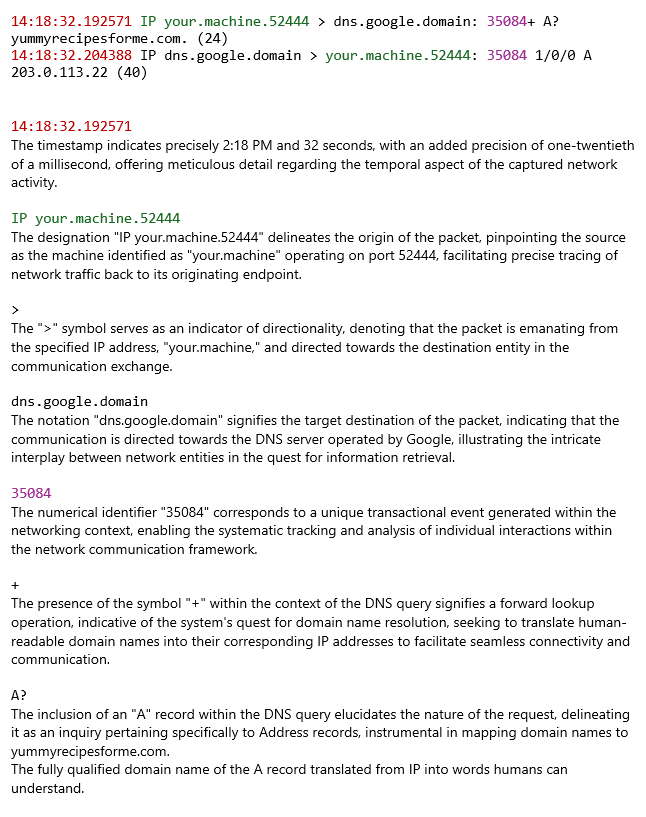 14:18:32.192571 IP your.machine.52444 > dns.google.domain: 35084+ A?
yummyrecipesforme.com. (24)
14:18:32.204388 IP dns.google.domain > your.machine.52444: 35084 1/0/0 A
203.0.113.22 (40)
14:18:32.192571
The timestamp indicates precisely 2:18 PM and 32 seconds, with an added precision of one-twentieth
of a millisecond, offering meticulous detail regarding the temporal aspect of the captured network
activity.
IP your.machine.52444
The designation "IP your.machine.52444" delineates the origin of the packet, pinpointing the source
as the machine identified as "your.machine" operating on port 52444, facilitating precise tracing of
network traffic back to its originating endpoint.
>
The ">" symbol serves as an indicator of directionality, denoting that the packet is emanating from
the specified IP address, "your.machine," and directed towards the destination entity in the
communication exchange.
dns.google.domain
The notation "dns.google.domain" signifies the target destination of the packet, indicating that the
communication is directed towards the DNS server operated by Google, illustrating the intricate
interplay between network entities in the quest for information retrieval.
35084
The numerical identifier "35084" corresponds to a unique transactional event generated within the
networking context, enabling the systematic tracking and analysis of individual interactions within
the network communication framework.
+
The presence of the symbol "+" within the context of the DNS query signifies a forward lookup
operation, indicative of the system's quest for domain name resolution, seeking to translate human-
readable domain names into their corresponding IP addresses to facilitate seamless connectivity and
communication.
A?
The inclusion of an "A" record within the DNS query elucidates the nature of the request, delineating
it as an inquiry pertaining specifically to Address records, instrumental in mapping domain names to
yummyrecipesforme.com.
The fully qualified domain name of the A record translated from IP into words humans can
understand.